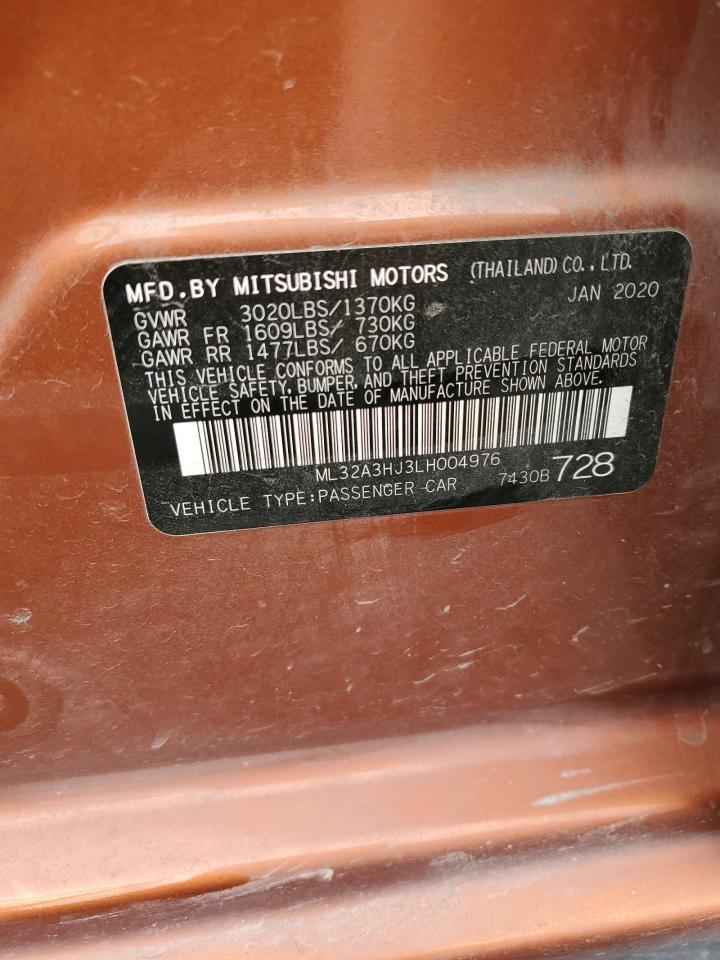 MFD.BY MITSUBISHI MOTORS (THAILAND) CO., LTD.
JAN 2020
GVWR 3020LBS/1370KG
GAWR FR 1609LBS/ 730KG
GAWR RR 1477LBS/ 670KG
THIS VEHICLE CONFORMS TO ALL APPLICABLE FEDERAL MOTOR
VEHICLE SAFETY, BUMPER, AND THEFT PREVENTION STANDARDS
IN EFFECT ON THE DATE OF MANUFACTURE SHOWN ABOVE.
ML32A3HJ3LH004976
VEHICLE TYPE:PASSENGER CAR 7430B 728